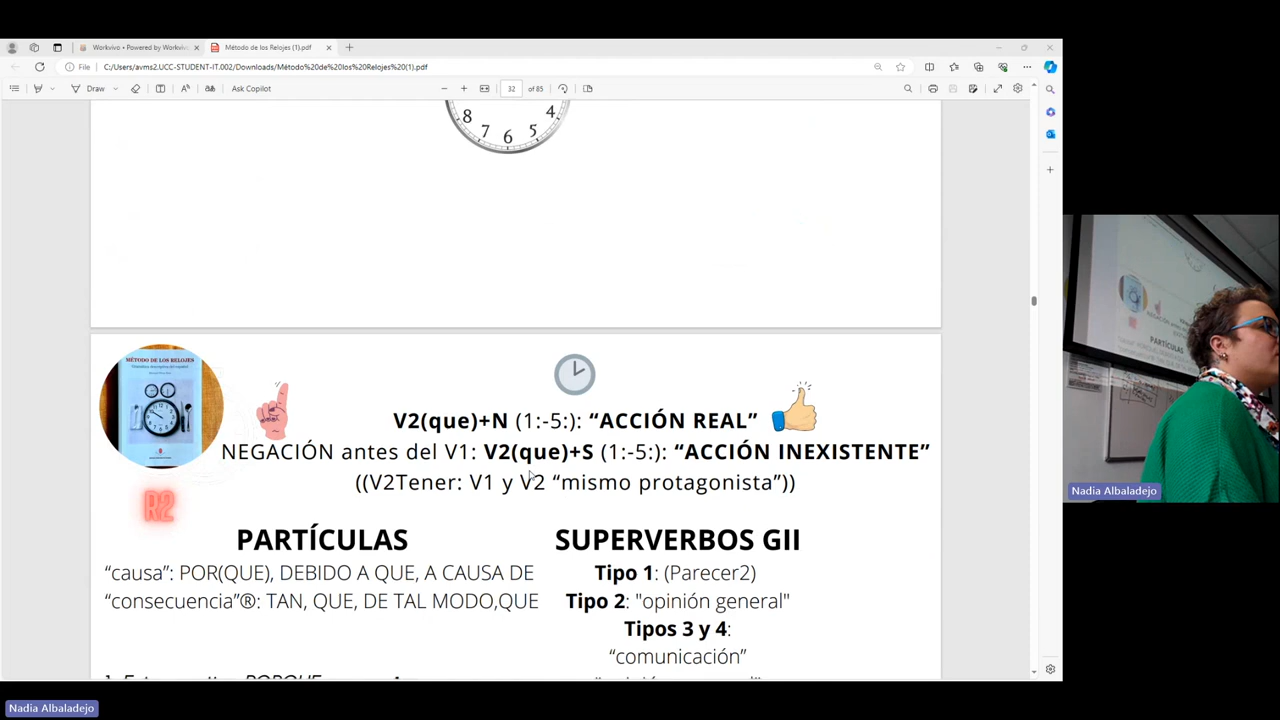 Workvivo • Powered by Workvivo
Método de los Relojes (1).pdf
File
C:/Users/avms2.UCC-STUDENT-IT.002/Downloads/Método%20de%20los%20Relojes%20(1).pdf
Draw
Ask Copilot
32
of 85
8
7
6
5
4
MÉTODO DE LOS RELOJES
V2(que)+N (1:-5:): “ACCIÓN REAL”
NEGACIÓN antes del V1: V2(que)+S (1:-5:): “ACCIÓN INEXISTENTE”
((V2Tener: V1 y V2 “mismo protagonista”))
R2
PARTÍCULAS
SUPERVERBOS GII
“causa”: POR(QUE), DEBIDO A QUE, A CAUSA DE
Tipo 1: (Parecer2)
“consecuencia”®: TAN, QUE, DE TAL MODO,QUE
Tipo 2: "opinión general"
Tipos 3 y 4:
“comunicación”
PARTÍCULAS
Nadia Albaladejo
Nadia Albaladejo